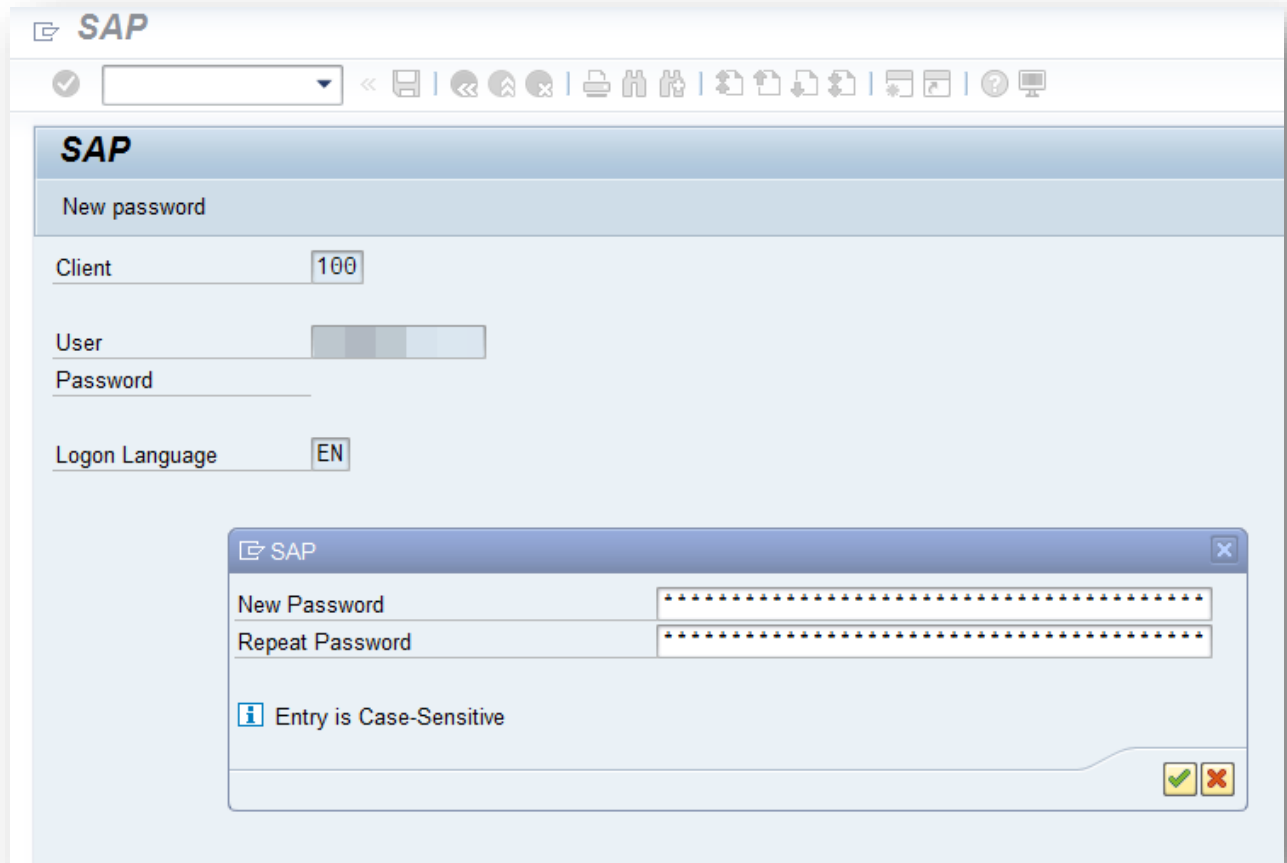 SAP
SAP
New password
Client 100
User
Password
Logon Language EN
SAP
New Password ****************************************
Repeat Password ****************************************
Entry is Case-Sensitive